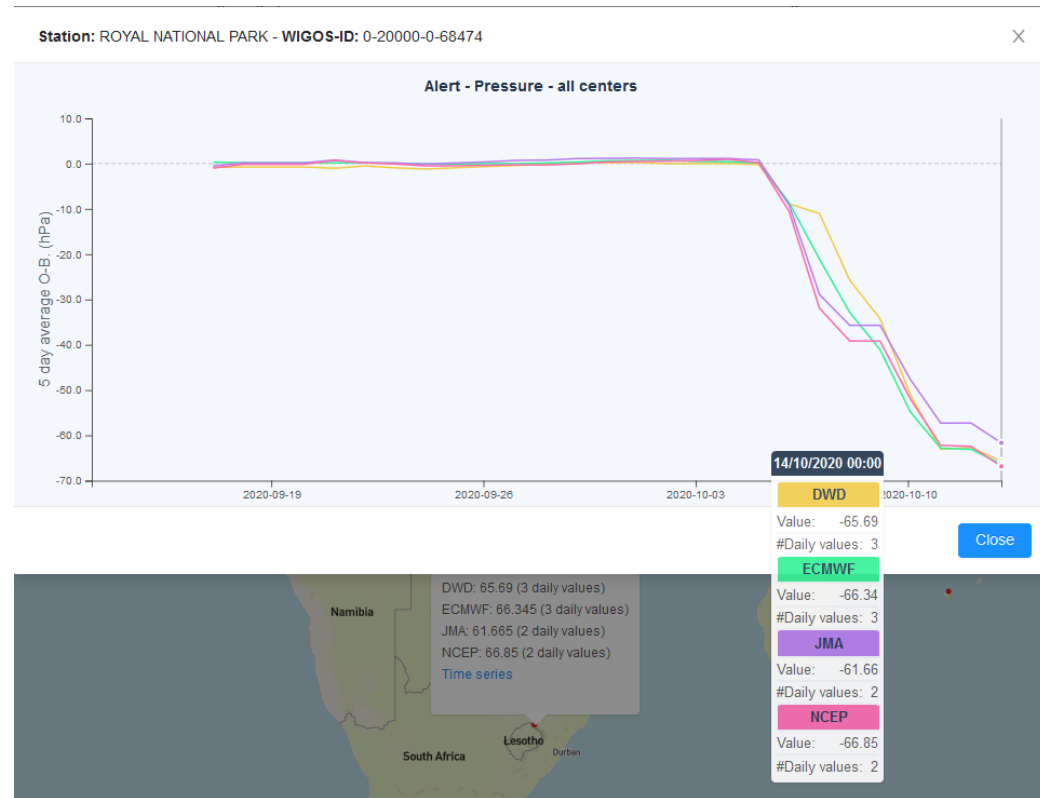 Station: ROYAL NATIONAL PARK - WIGOS-ID: 0-20000-0-68474
Alert - Pressure - all centers
5 day average O-B. (hPa)
10.0
0.0
-10.0
-20.0
-30.0
-40.0
-50.0
-60.0
-70.0
2020-09-19
2020-09-26
2020-10-03
2020-10-10
14/10/2020 00:00
DWD
Value: -65.69
#Daily values: 3
ECMWF
Value: -66.34
#Daily values: 3
JMA
Value: -61.66
#Daily values: 2
NCEP
Value: -66.85
#Daily values: 2
Close
DWD: 65.69 (3 daily values)
ECMWF: 66.345 (3 daily values)
JMA: 61.665 (2 daily values)
NCEP: 66.85 (2 daily values)
Time series
Namibia
Lesotho
Durban
South Africa